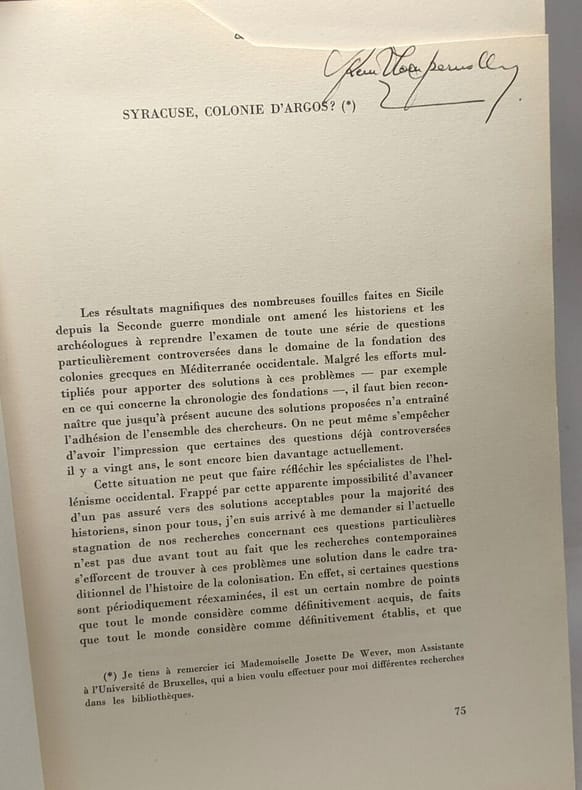 SYRACUSE, COLONIE D'ARGOS? (*)
Les résultats magnifiques des nombreuses fouilles faites en Sicile
depuis la Seconde guerre mondiale ont amené les historiens et les
archéologues à reprendre l'examen de toute une série de questions
particulièrement controversées dans le domaine de la fondation des
colonies grecques en Méditerranée occidentale. Malgré les efforts mul-
tipliés pour apporter des solutions à ces problèmes — par exemple
en ce qui concerne la chronologie des fondations —, il faut bien recon-
naître que jusqu'à présent aucune des solutions proposées n'a entraîné
l'adhésion de l'ensemble des chercheurs. On ne peut même s'empêcher
d'avoir l'impression que certaines des questions déjà controversées
il y a vingt ans, le sont encore bien davantage actuellement.
Cette situation ne peut que faire réfléchir les spécialistes de l'hel-
lénisme occidental. Frappé par cette apparente impossibilité d'avancer
d'un pas assuré vers des solutions acceptables pour la majorité des
historiens, sinon pour tous, j'en suis arrivé à me demander si l'actuelle
stagnation de nos recherches concernant ces questions particulières
n'est pas due avant tout au fait que les recherches contemporaines
s'efforcent de trouver à ces problèmes une solution dans le cadre tra-
ditionnel de l'histoire de la colonisation. En effet, si certaines questions
sont périodiquement réexaminées, il est un certain nombre de points
que tout le monde considère comme définitivement acquis, de faits
que tout le monde considère comme définitivement établis, et que
(*) Je tiens à remercier ici Mademoiselle Josette De Wever, mon Assistante
à l'Université de Bruxelles, qui a bien voulu effectuer pour moi différentes recherches
dans les bibliothèques.
75